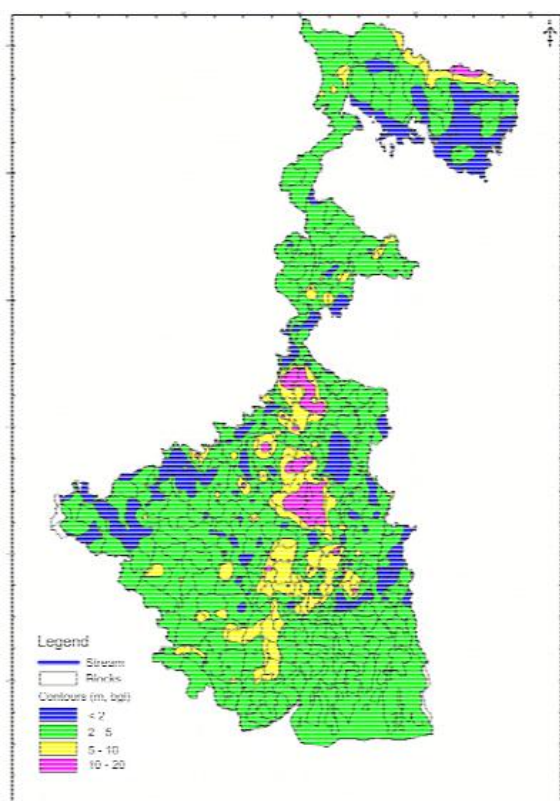 Legend
Stream
Blocks
Contours (m, bgl)
< 2
2 - 5
5 - 10
10 - 20